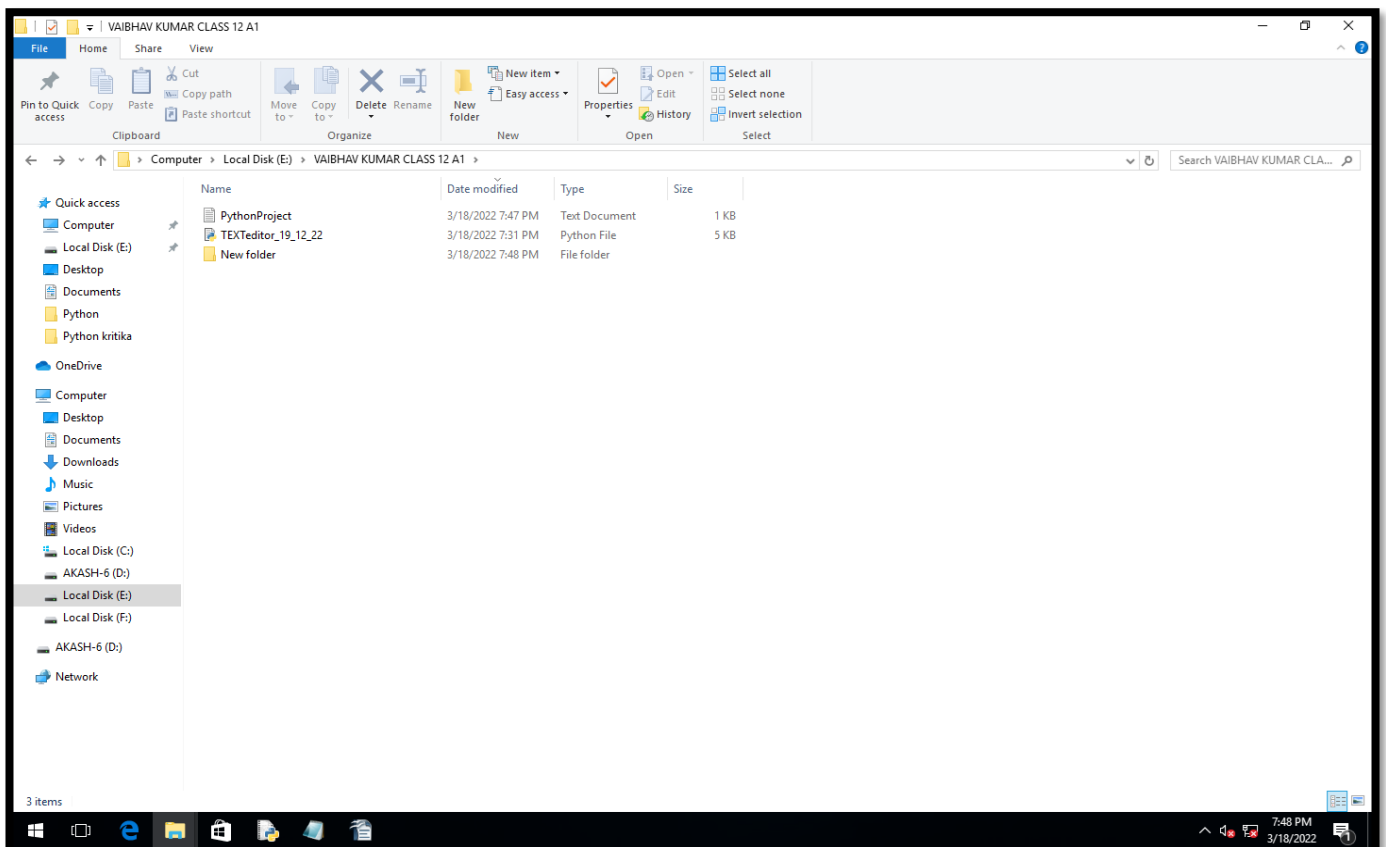 VAIBHAV KUMAR CLASS 12 A1
File Home Share View
Pin to Quick access Copy Paste Cut Copy path Paste shortcut
Move to Copy to Delete Rename New folder New item Easy access Properties Open Edit History Select all Select none Invert selection
Clipboard Organize New Open Select
Computer > Local Disk (E:) > VAIBHAV KUMAR CLASS 12 A1 > Search VAIBHAV KUMAR CLA...
Name Date modified Type Size
PythonProject 3/18/2022 7:47 PM Text Document 1 KB
TEXTeditor_19_12_22 3/18/2022 7:31 PM Python File 5 KB
New folder 3/18/2022 7:48 PM File folder
Quick access
Computer
Local Disk (E:)
Desktop
Documents
Python
Python kritika
OneDrive
Computer
Desktop
Documents
Downloads
Music
Pictures
Videos
Local Disk (C:)
AKASH-6 (D:)
Local Disk (E:)
Local Disk (F:)
AKASH-6 (D:)
Network
3 items
7:48 PM
3/18/2022
1